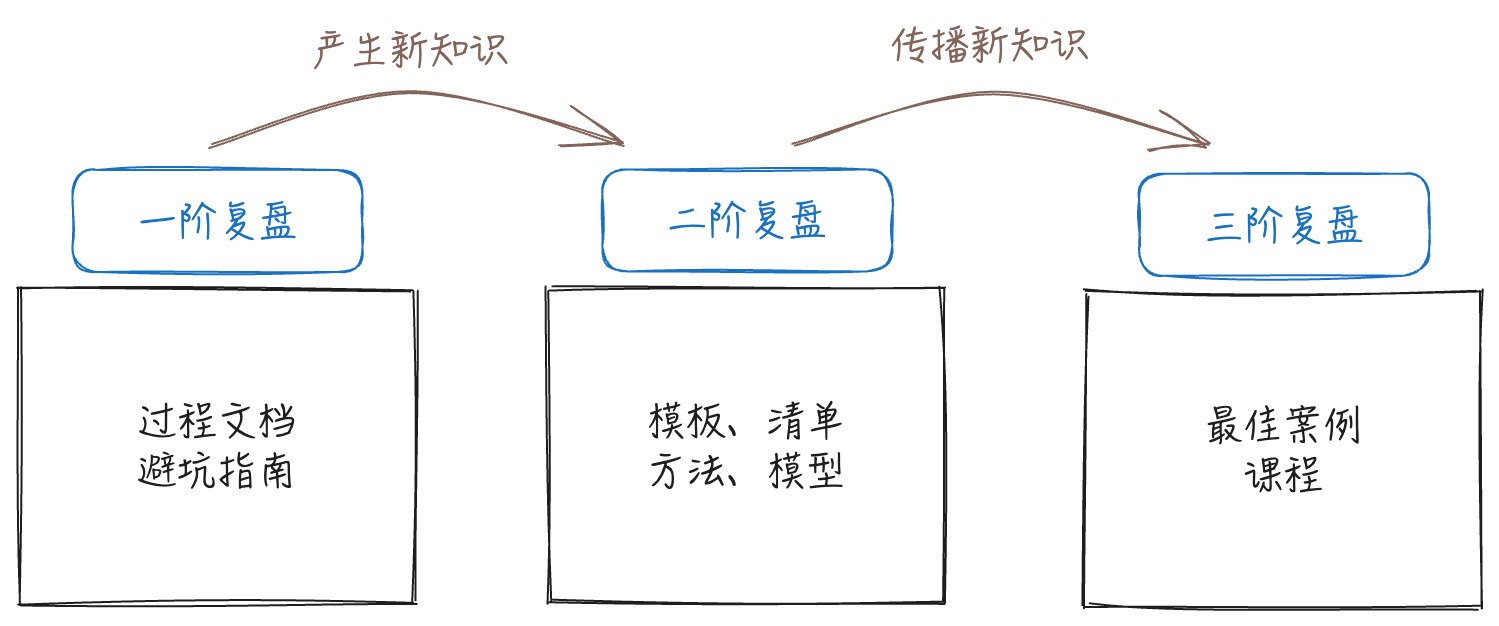 产生新知识
传播新知识
一阶复盘
二阶复盘
三阶复盘
过程文档
避坑指南
模板、清单
方法、模型
最佳案例
课程